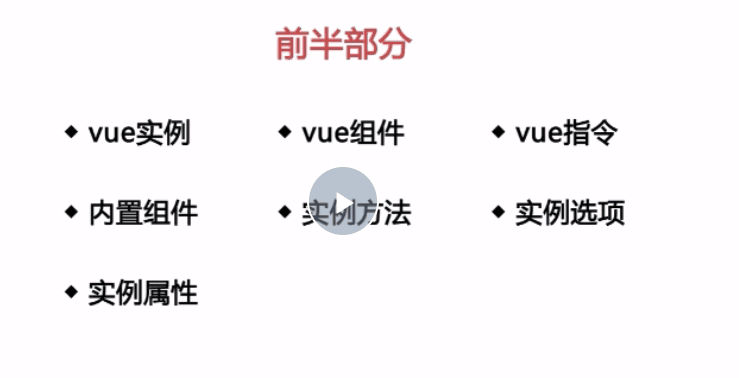 前半部分
◆ vue实例 ◆ vue组件 ◆ vue指令
◆ 内置组件 ◆ 实例方法 ◆ 实例选项
◆ 实例属性